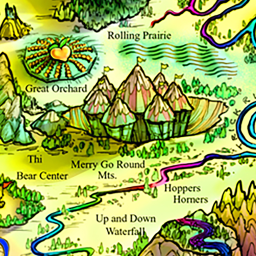 Rolling Prairie
Great Orchard
Thi
Bear Center
Merry Go Round
Mts.
Hoppers
Horners
Up and Down
Waterfall